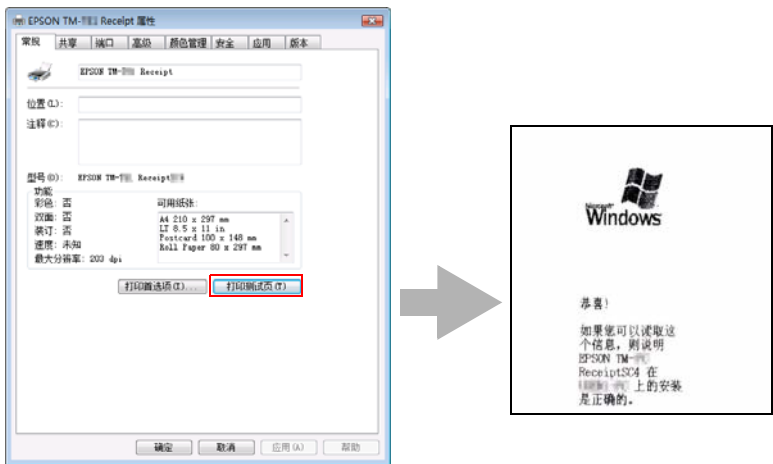 EPSON TM- Receipt 属性
常规 共享 端口 高级 颜色管理 安全 应用 版本
EPSON TM- Receipt
位置(L):
注释(C):
型号(O): EPSON TM- Receipt
功能
彩色: 否
双面: 否
装订: 否
速度: 未知
最大分辨率: 203 dpi
可用纸张:
A4 210 x 297 mm
LT 8.5 x 11 in
Postcard 100 x 148 mm
Roll Paper 80 x 297 mm
打印首选项(I)... 打印测试页(T)
确定 取消 应用(A) 帮助
Microsoft
Windows
恭喜!
如果您可以读取这
个信息，则说明
EPSON TM-
ReceiptSC4 在
上的安装
是正确的。